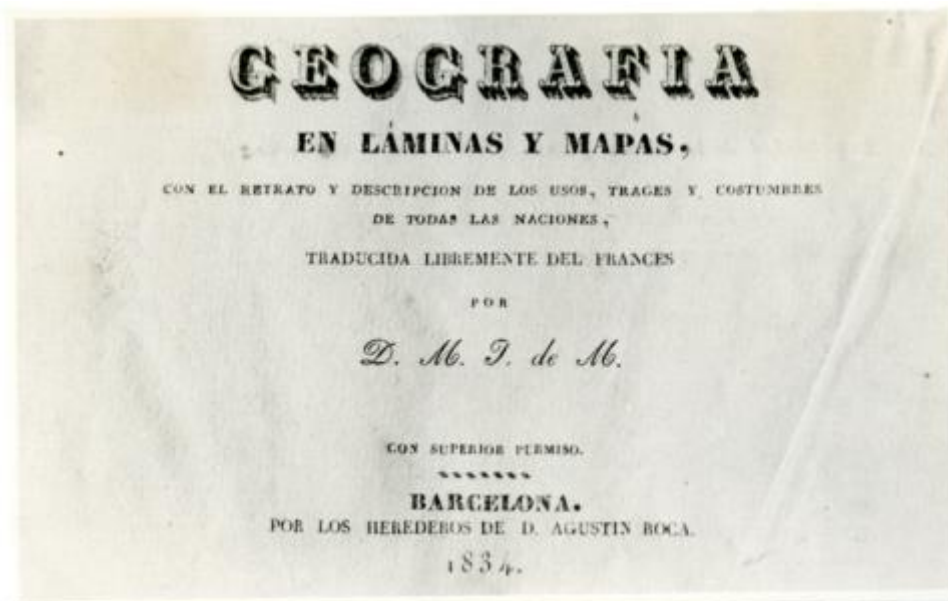 GEOGRAFIA
EN LÁMINAS Y MAPAS,
CON EL RETRATO Y DESCRIPCION DE LOS USOS, TRAGES Y COSTUMBRES
DE TODAS LAS NACIONES,
TRADUCIDA LIBREMENTE DEL FRANCES
POR
D. M. I. de M.
CON SUPERIOR PERMISO.
BARCELONA.
POR LOS HEREDEROS DE D. AGUSTIN ROCA.
1834.